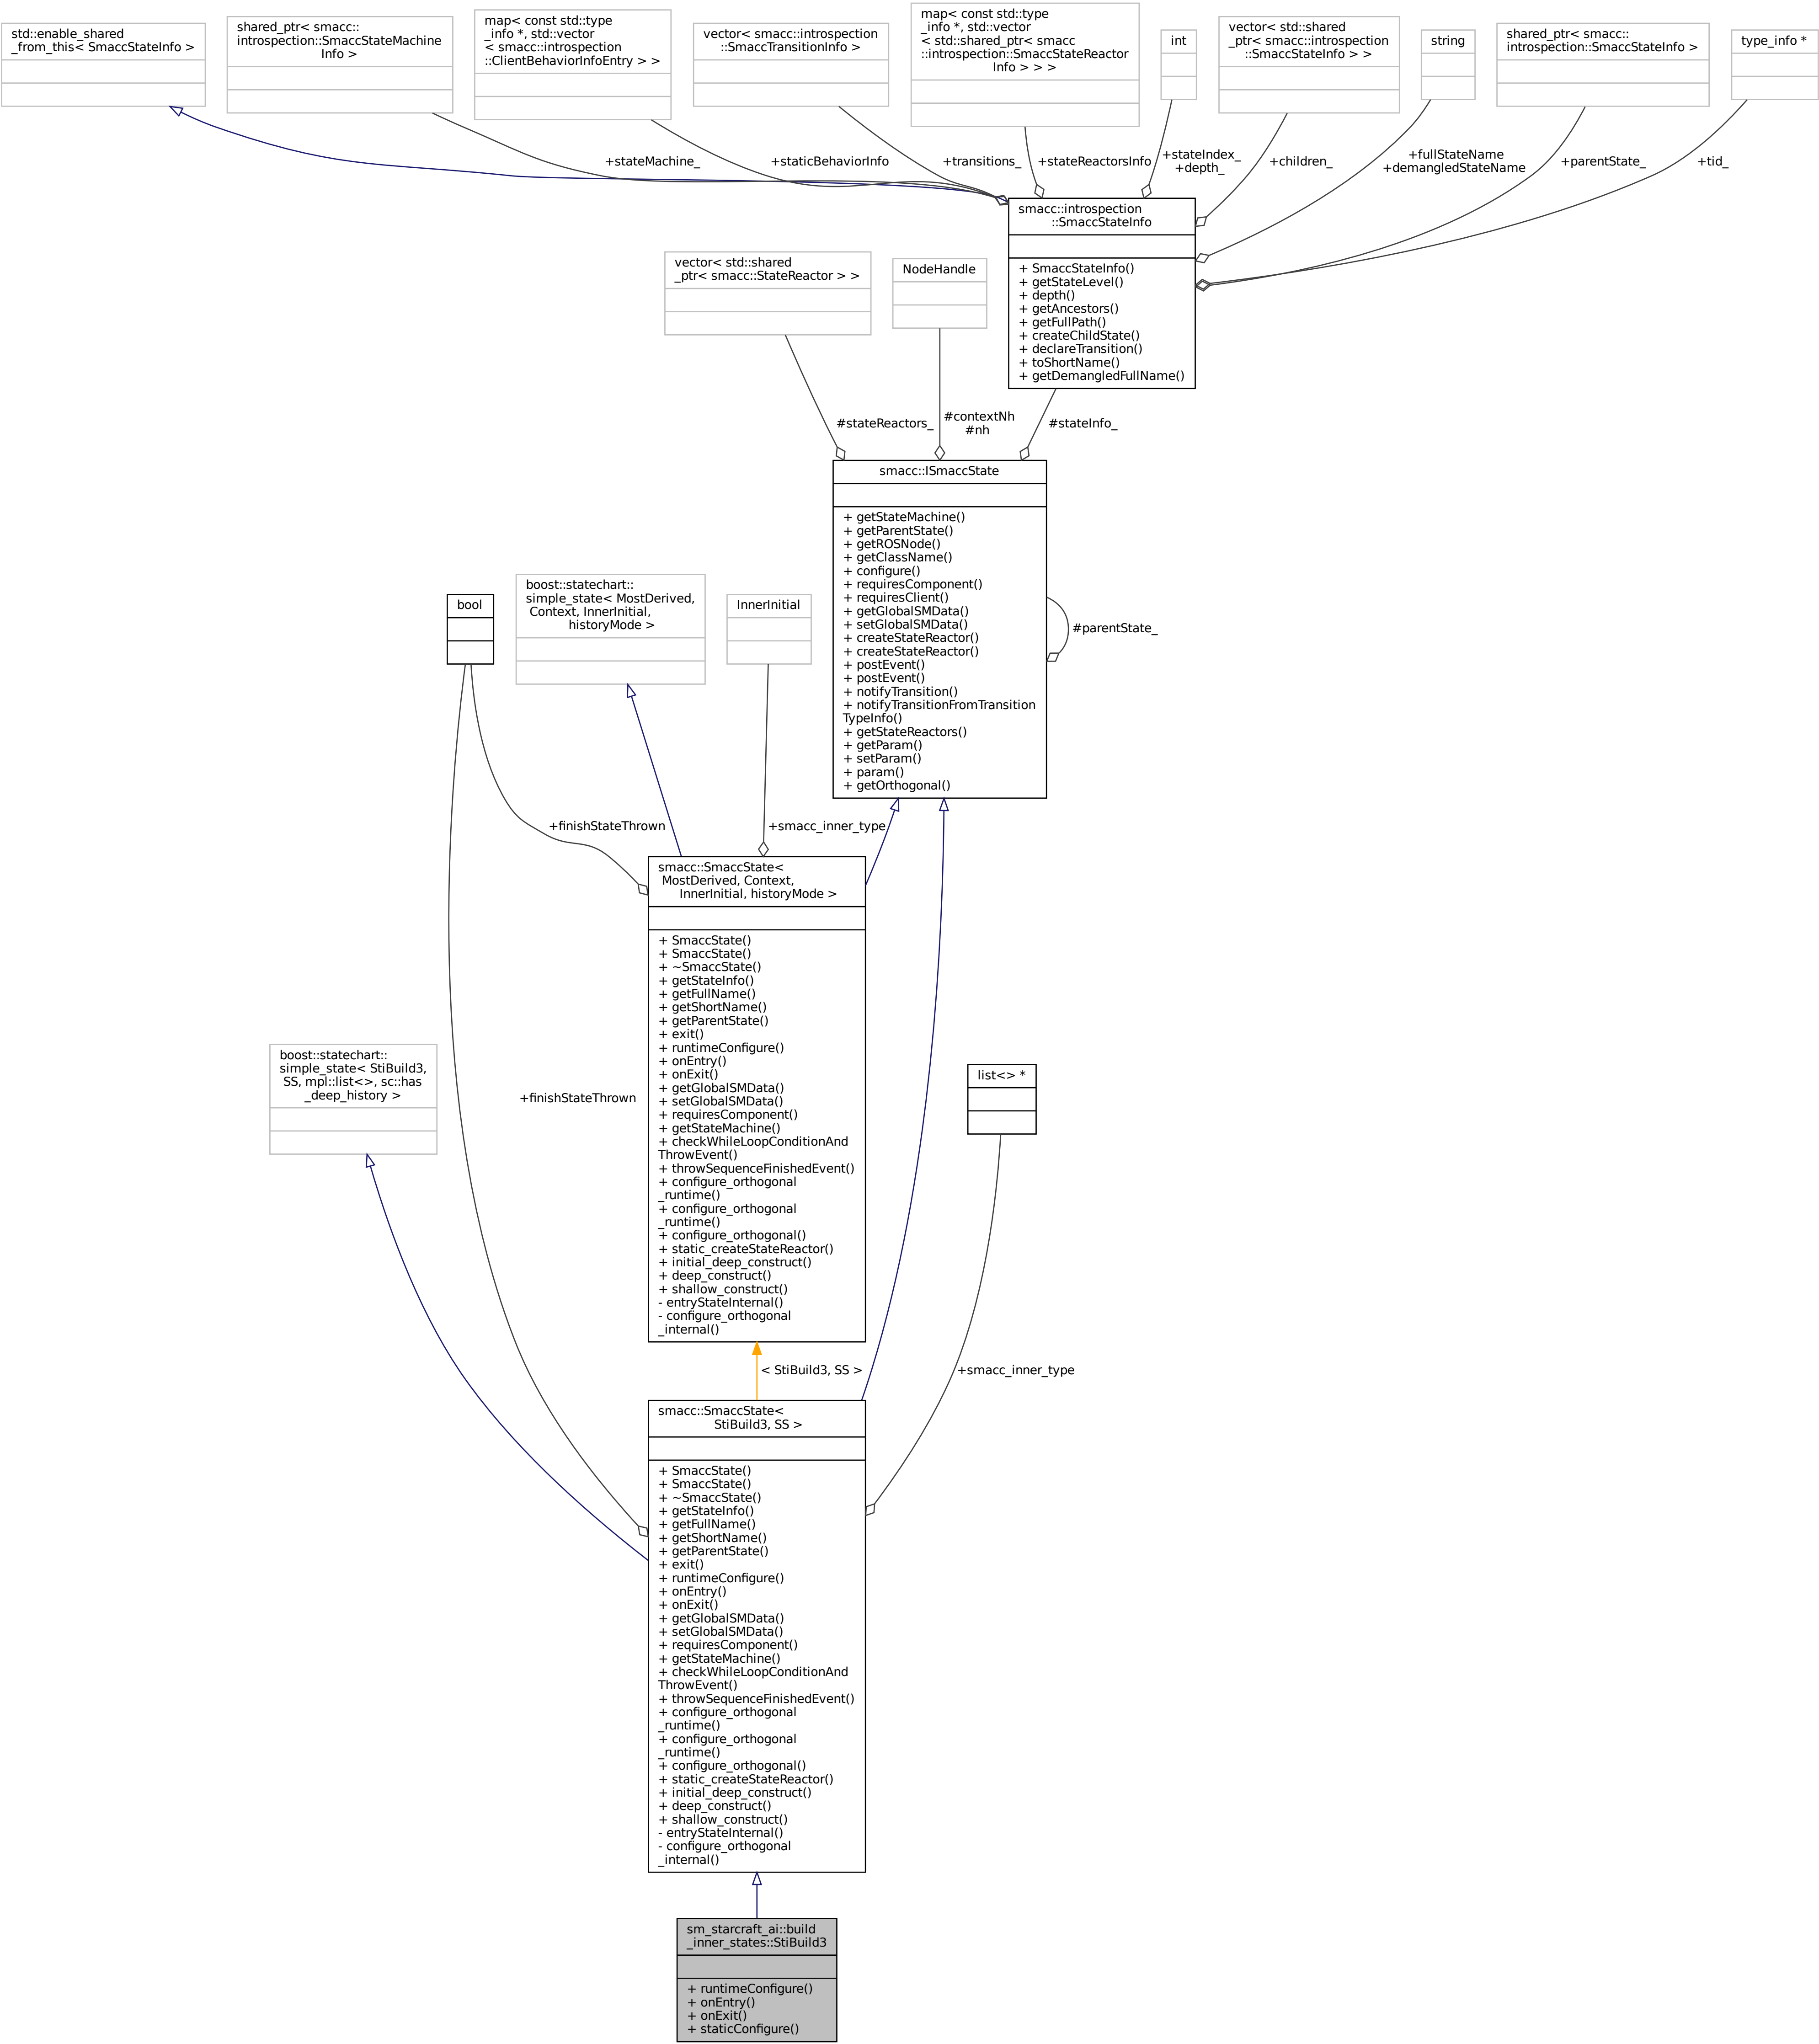 std::enable_shared
_from_this< SmaccStateInfo >
shared_ptr< smacc::
introspection::SmaccStateMachine
Info >
map< const std::type
_info *, std::vector
< smacc::introspection
::ClientBehaviorInfoEntry > >
vector< smacc::introspection
::SmaccTransitionInfo >
map< const std::type
_info *, std::vector
< std::shared_ptr< smacc
::introspection::SmaccStateReactor
Info > > >
int
vector< std::shared
_ptr< smacc::introspection
::SmaccStateInfo > >
string
shared_ptr< smacc::
introspection::SmaccStateInfo >
type_info *
+stateMachine_
+staticBehaviorInfo
+transitions_
+stateReactorsInfo
+stateIndex_
+depth_
+children_
+fullStateName
+demangledStateName
+parentState_
+tid_
smacc::introspection
::SmaccStateInfo
+ SmaccStateInfo()
+ getStateLevel()
+ depth()
+ getAncestors()
+ getFullPath()
+ createChildState()
+ declareTransition()
+ toShortName()
+ getDemangledFullName()
vector< std::shared
_ptr< smacc::StateReactor > >
NodeHandle
#stateReactors_
#contextNh
#nh
#stateInfo_
smacc::ISmaccState
+ getStateMachine()
+ getParentState()
+ getROSNode()
+ getClassName()
+ configure()
+ requiresComponent()
+ requiresClient()
+ getGlobalSMData()
+ setGlobalSMData()
+ createStateReactor()
+ createStateReactor()
+ postEvent()
+ postEvent()
+ notifyTransition()
+ notifyTransitionFromTransition
TypeInfo()
+ getStateReactors()
+ getParam()
+ setParam()
+ param()
+ getOrthogonal()
#parentState_
bool
boost::statechart::
simple_state< MostDerived,
Context, InnerInitial,
historyMode >
InnerInitial
+finishStateThrown
+smacc_inner_type
smacc::SmaccState<
MostDerived, Context,
InnerInitial, historyMode >
+ SmaccState()
+ SmaccState()
+ ~SmaccState()
+ getStateInfo()
+ getFullName()
+ getShortName()
+ getParentState()
+ exit()
+ runtimeConfigure()
+ onEntry()
+ onExit()
+ getGlobalSMData()
+ setGlobalSMData()
+ requiresComponent()
+ getStateMachine()
+ checkWhileLoopConditionAnd
ThrowEvent()
+ throwSequenceFinishedEvent()
+ configure_orthogonal
_runtime()
+ configure_orthogonal
_runtime()
+ configure_orthogonal()
+ static_createStateReactor()
+ initial_deep_construct()
+ deep_construct()
+ shallow_construct()
- entryStateInternal()
- configure_orthogonal
_internal()
boost::statechart::
simple_state< StiBuild3,
SS, mpl::list<>, sc::has
_deep_history >
+finishStateThrown
list<> *
< StiBuild3, SS >
+smacc_inner_type
smacc::SmaccState<
StiBuild3, SS >
+ SmaccState()
+ SmaccState()
+ ~SmaccState()
+ getStateInfo()
+ getFullName()
+ getShortName()
+ getParentState()
+ exit()
+ runtimeConfigure()
+ onEntry()
+ onExit()
+ getGlobalSMData()
+ setGlobalSMData()
+ requiresComponent()
+ getStateMachine()
+ checkWhileLoopConditionAnd
ThrowEvent()
+ throwSequenceFinishedEvent()
+ configure_orthogonal
_runtime()
+ configure_orthogonal
_runtime()
+ configure_orthogonal()
+ static_createStateReactor()
+ initial_deep_construct()
+ deep_construct()
+ shallow_construct()
- entryStateInternal()
- configure_orthogonal
_internal()
sm_starcraft_ai::build
_inner_states::StiBuild3
+ runtimeConfigure()
+ onEntry()
+ onExit()
+ staticConfigure()